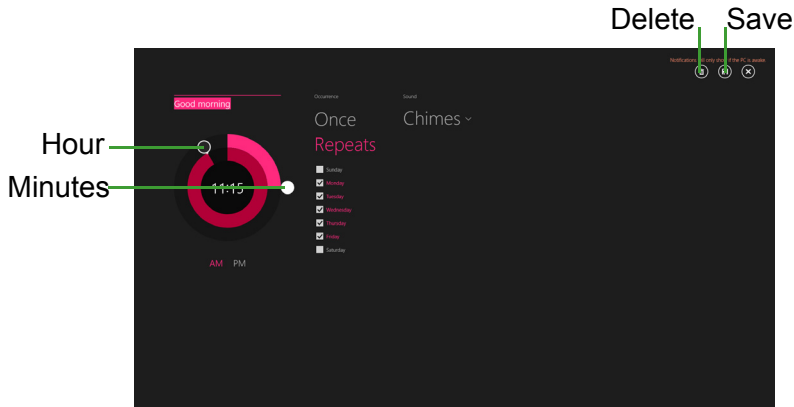 Delete Save
Notifications will only show if the PC is awake.
Good morning
Occurrence
Sound
Once
Chimes
Repeats
Hour
Minutes
11:15
Sunday
Monday
Tuesday
Wednesday
Thursday
Friday
Saturday
AM PM